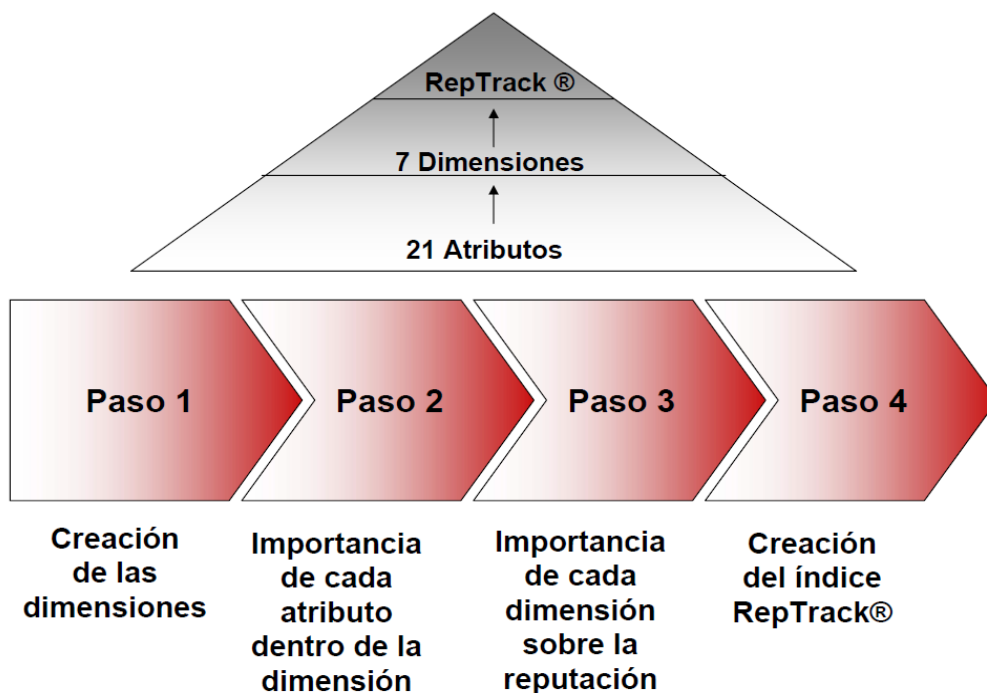 RepTrack ®
7 Dimensiones
21 Atributos
Paso 1
Paso 2
Paso 3
Paso 4
Creación
de las
dimensiones
Importancia
de cada
atributo
dentro de la
dimensión
Importancia
de cada
dimensión
sobre la
reputación
Creación
del índice
RepTrack®